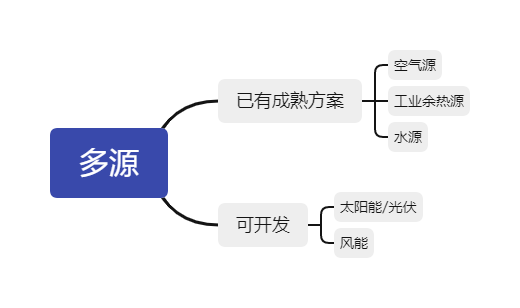 多源
已有成熟方案
空气源
工业余热源
水源
可开发
太阳能/光伏
风能